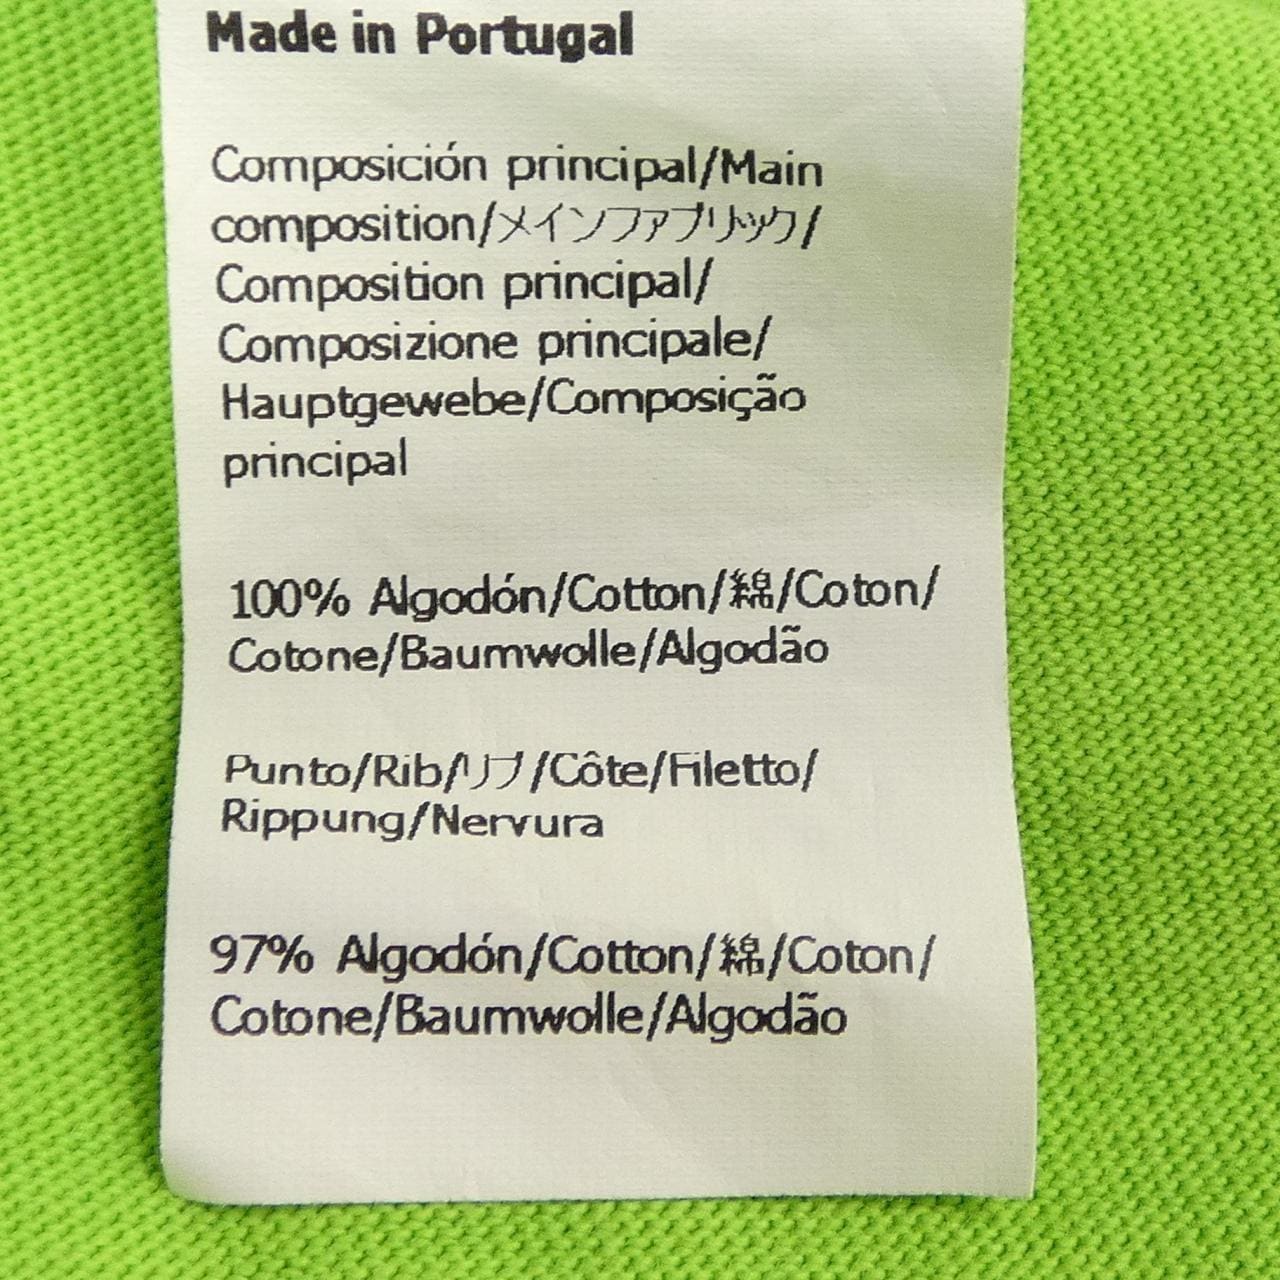 Made in Portugal
Composición principal/Main
composition/メインファブリック/
Composition principal/
Composizione principale/
Hauptgewebe/Composição
principal
100% Algodón/Cotton/綿/Coton/
Cotone/Baumwolle/Algodão
Punto/Rib/リブ/Côte/Filetto/
Rippung/Nervura
97% Algodón/Cotton/綿/Coton/
Cotone/Baumwolle/Algodão